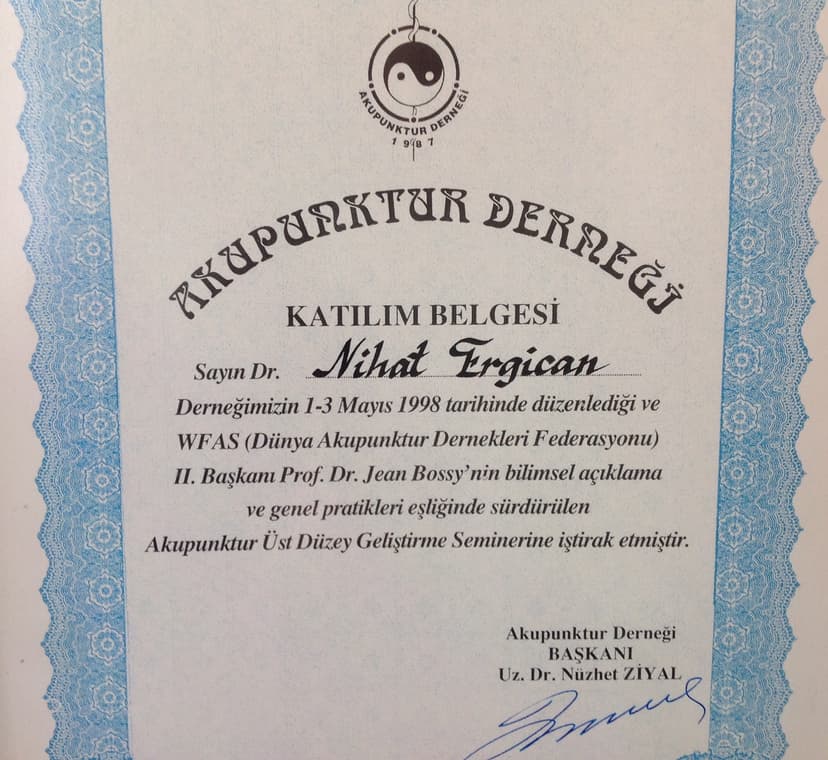 AKUPUNKTUR DERNEĞİ
1987
AKUPUNKTUR DERNEĞİ
KATILIM BELGESİ
Sayın Dr. Nihat Ergican
Derneğimizin 1-3 Mayıs 1998 tarihinde düzenlediği ve
WFAS (Dünya Akupunktur Dernekleri Federasyonu)
II. Başkanı Prof. Dr. Jean Bossy'nin bilimsel açıklama
ve genel pratikleri eşliğinde sürdürülen
Akupunktur Üst Düzey Geliştirme Seminerine iştirak etmiştir.
Akupunktur Derneği
BAŞKANI
Uz. Dr. Nüzhet ZİYAL